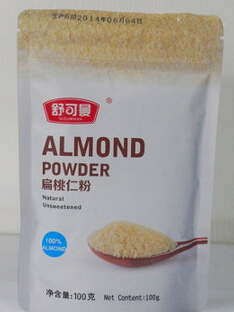 生产日期2014年06月04日
舒可曼®
SUGARMAN
ALMOND
POWDER
扁桃仁粉
Natural
Unsweetened
100%
ALMOND
净含量:100克 Net Content:100g